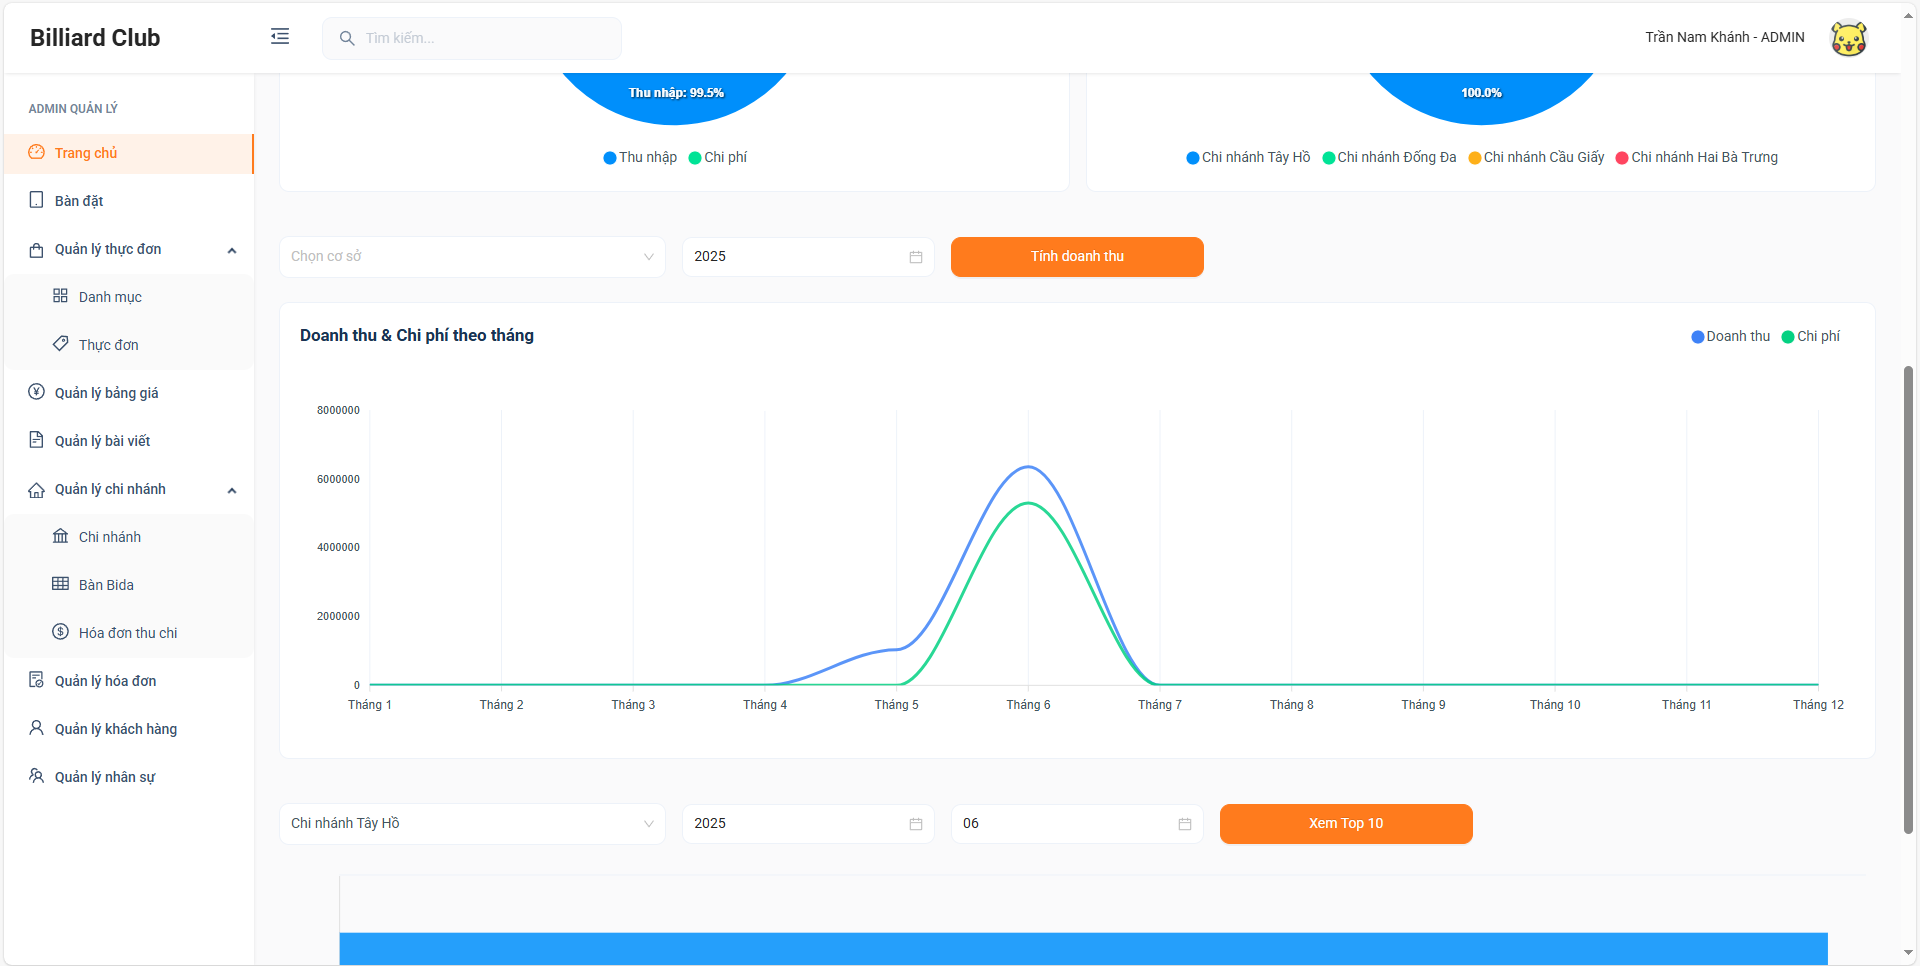 Billiard Club
Tìm kiếm...
Trần Nam Khánh - ADMIN
ADMIN QUẢN LÝ
Trang chủ
Bàn đặt
Quản lý thực đơn
Danh mục
Thực đơn
Quản lý bảng giá
Quản lý bài viết
Quản lý chi nhánh
Chi nhánh
Bàn Bida
Hóa đơn thu chi
Quản lý hóa đơn
Quản lý khách hàng
Quản lý nhân sự
Thu nhập: 99.5%
Thu nhập Chi phí
100.0%
Chi nhánh Tây Hồ Chi nhánh Đống Đa Chi nhánh Cầu Giấy Chi nhánh Hai Bà Trưng
Chọn cơ sở
2025
Tính doanh thu
Doanh thu & Chi phí theo tháng
Doanh thu Chi phí
8000000
6000000
4000000
2000000
0
Tháng 1 Tháng 2 Tháng 3 Tháng 4 Tháng 5 Tháng 6 Tháng 7 Tháng 8 Tháng 9 Tháng 10 Tháng 11 Tháng 12
Chi nhánh Tây Hồ
2025
06
Xem Top 10